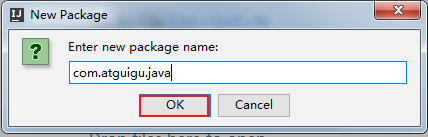 New Package
Enter new package name:
com.atguigu.java
OK
Cancel